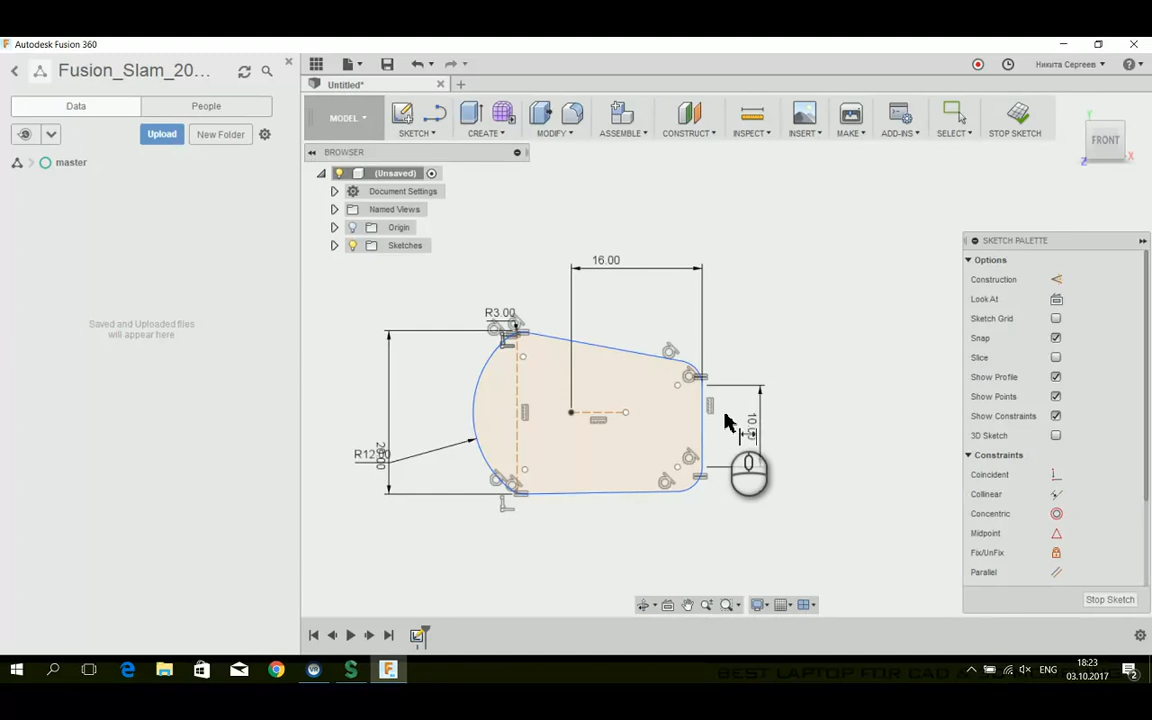 Autodesk Fusion 360
Fusion_Slam_20...
Untitled*
Никита Сергеев
Data
People
MODEL
SKETCH
CREATE
MODIFY
ASSEMBLE
CONSTRUCT
INSPECT
INSERT
MAKE
ADD-INS
SELECT
STOP SKETCH
Upload
New Folder
FRONT
X
Y
Z
BROWSER
master
(Unsaved)
Document Settings
Named Views
Origin
Sketches
SKETCH PALETTE
Options
Construction
Look At
Sketch Grid
Snap
Slice
Show Profile
Show Points
Show Constraints
3D Sketch
Constraints
Coincident
Collinear
Concentric
Midpoint
Fix/UnFix
Parallel
Stop Sketch
16.00
R3.00
Saved and Uploaded files
will appear here
ENG
18:23
03.10.2017
2